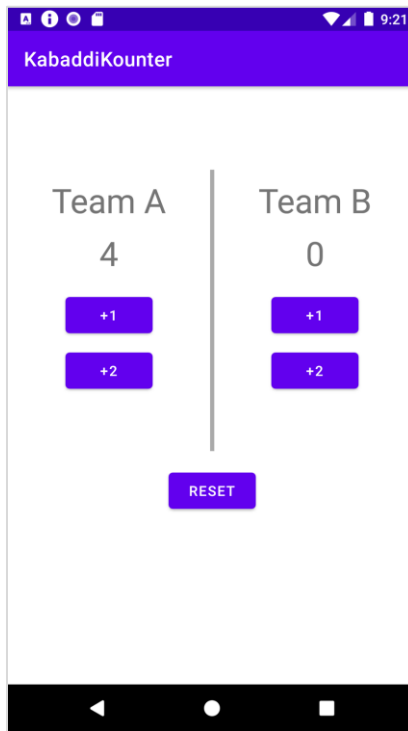 9:21
KabaddiKounter
Team A
Team B
4
0
+1
+1
+2
+2
RESET